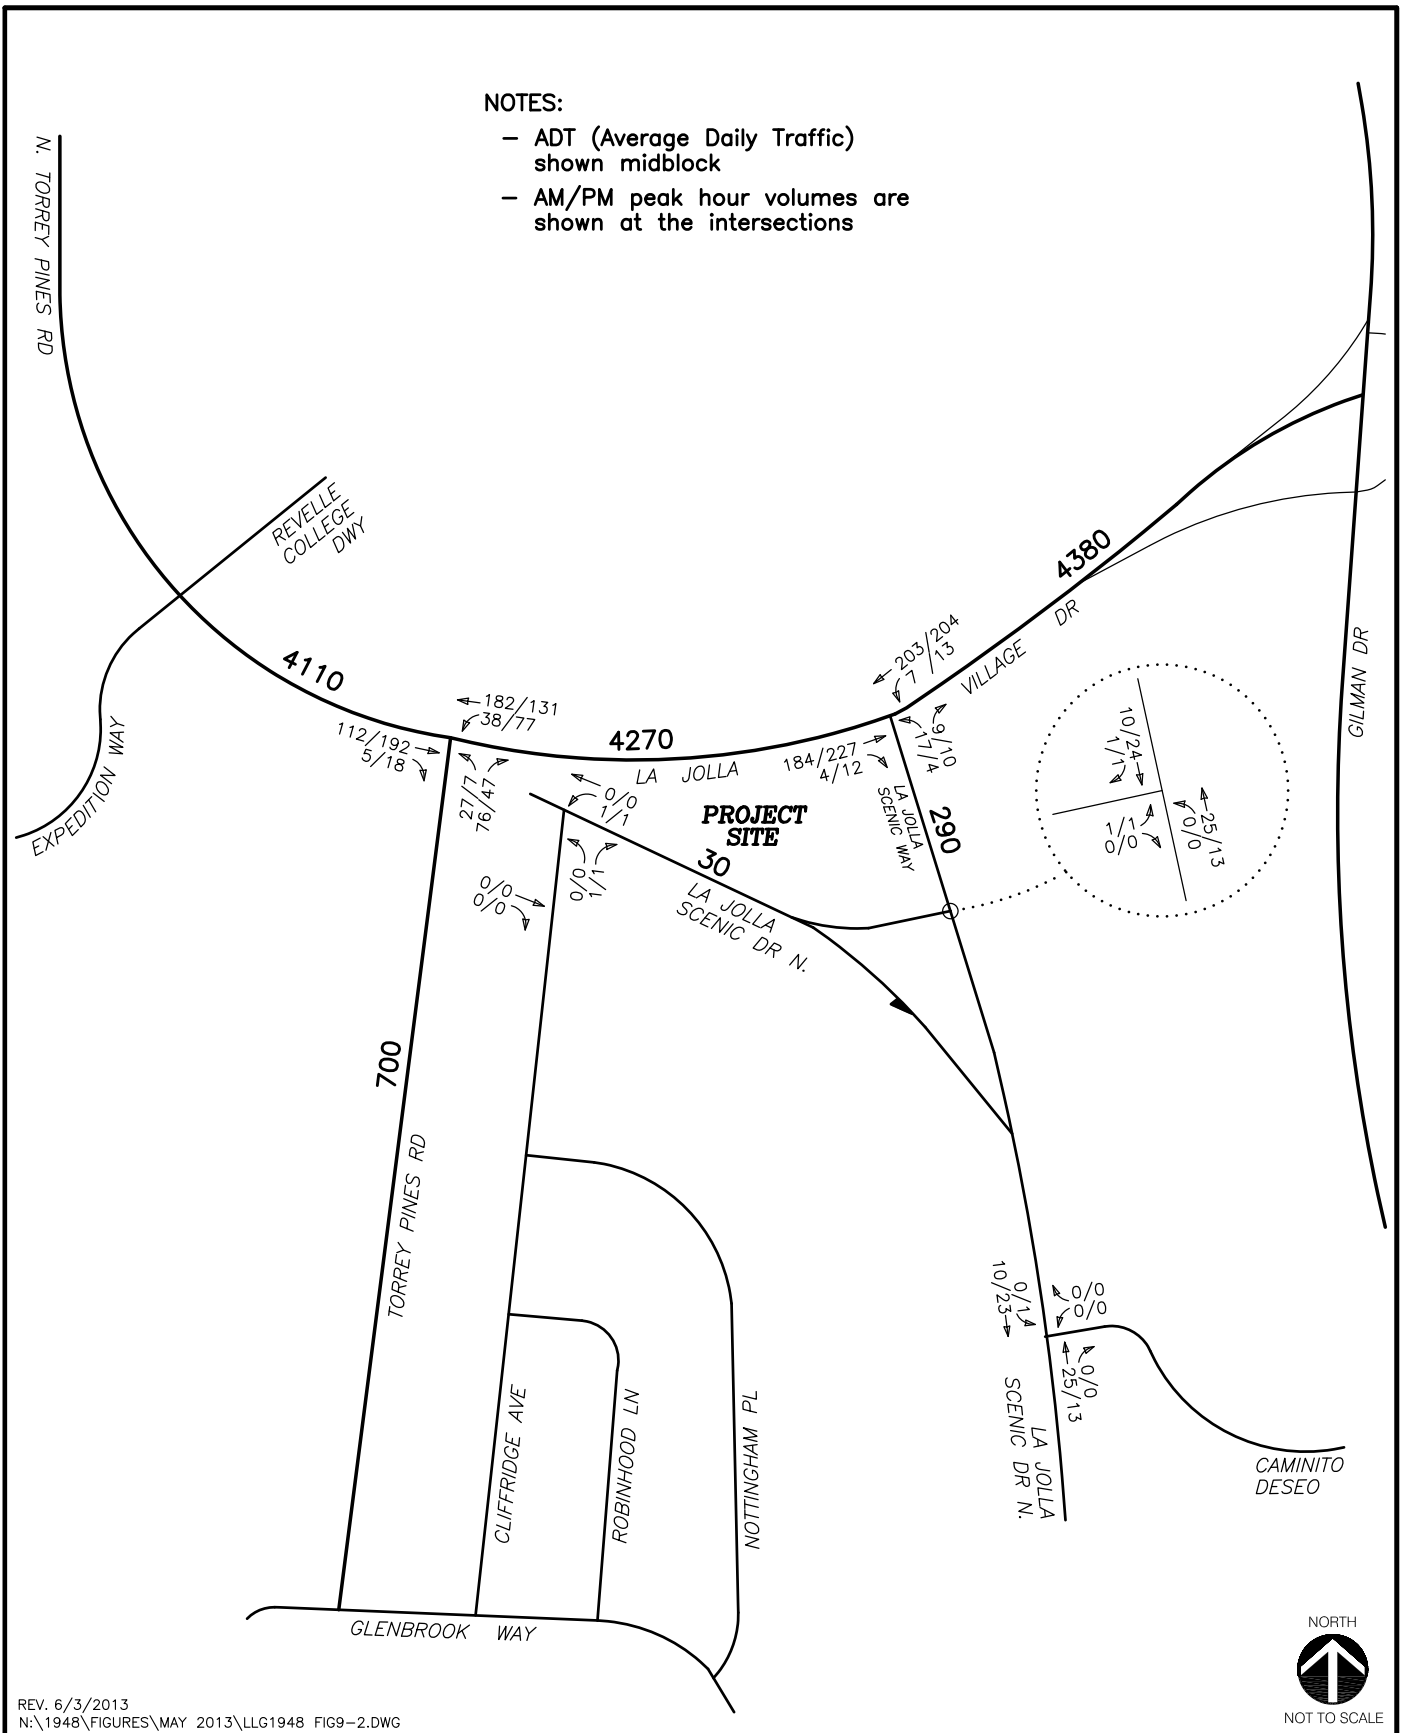 NOTES:
– ADT (Average Daily Traffic)
shown midblock
– AM/PM peak hour volumes are
shown at the intersections
N. TORREY PINES RD
REVELLE
COLLEGE
DWY
EXPEDITION WAY
4110
182/131
38/77
112/192
5/18
27/17
76/47
4270
LA JOLLA
VILLAGE DR
4380
203/204
7 /13
184/227
4/12
9/10
17/4
GILMAN DR
0/0
1/1
PROJECT
SITE
LA JOLLA
SCENIC WAY
290
10/24
1/1
1/1
0/0
25/13
0/0
0/0
0/0
0/0
1/1
30
LA JOLLA
SCENIC DR N.
700
TORREY PINES RD
CLIFFRIDGE AVE
ROBINHOOD LN
NOTTINGHAM PL
0/1
10/23
0/0
0/0
0/0
25/13
LA JOLLA
SCENIC DR N.
CAMINITO
DESEO
GLENBROOK WAY
NORTH
NOT TO SCALE
REV. 6/3/2013
N:\1948\FIGURES\MAY 2013\LLG1948 FIG9-2.DWG